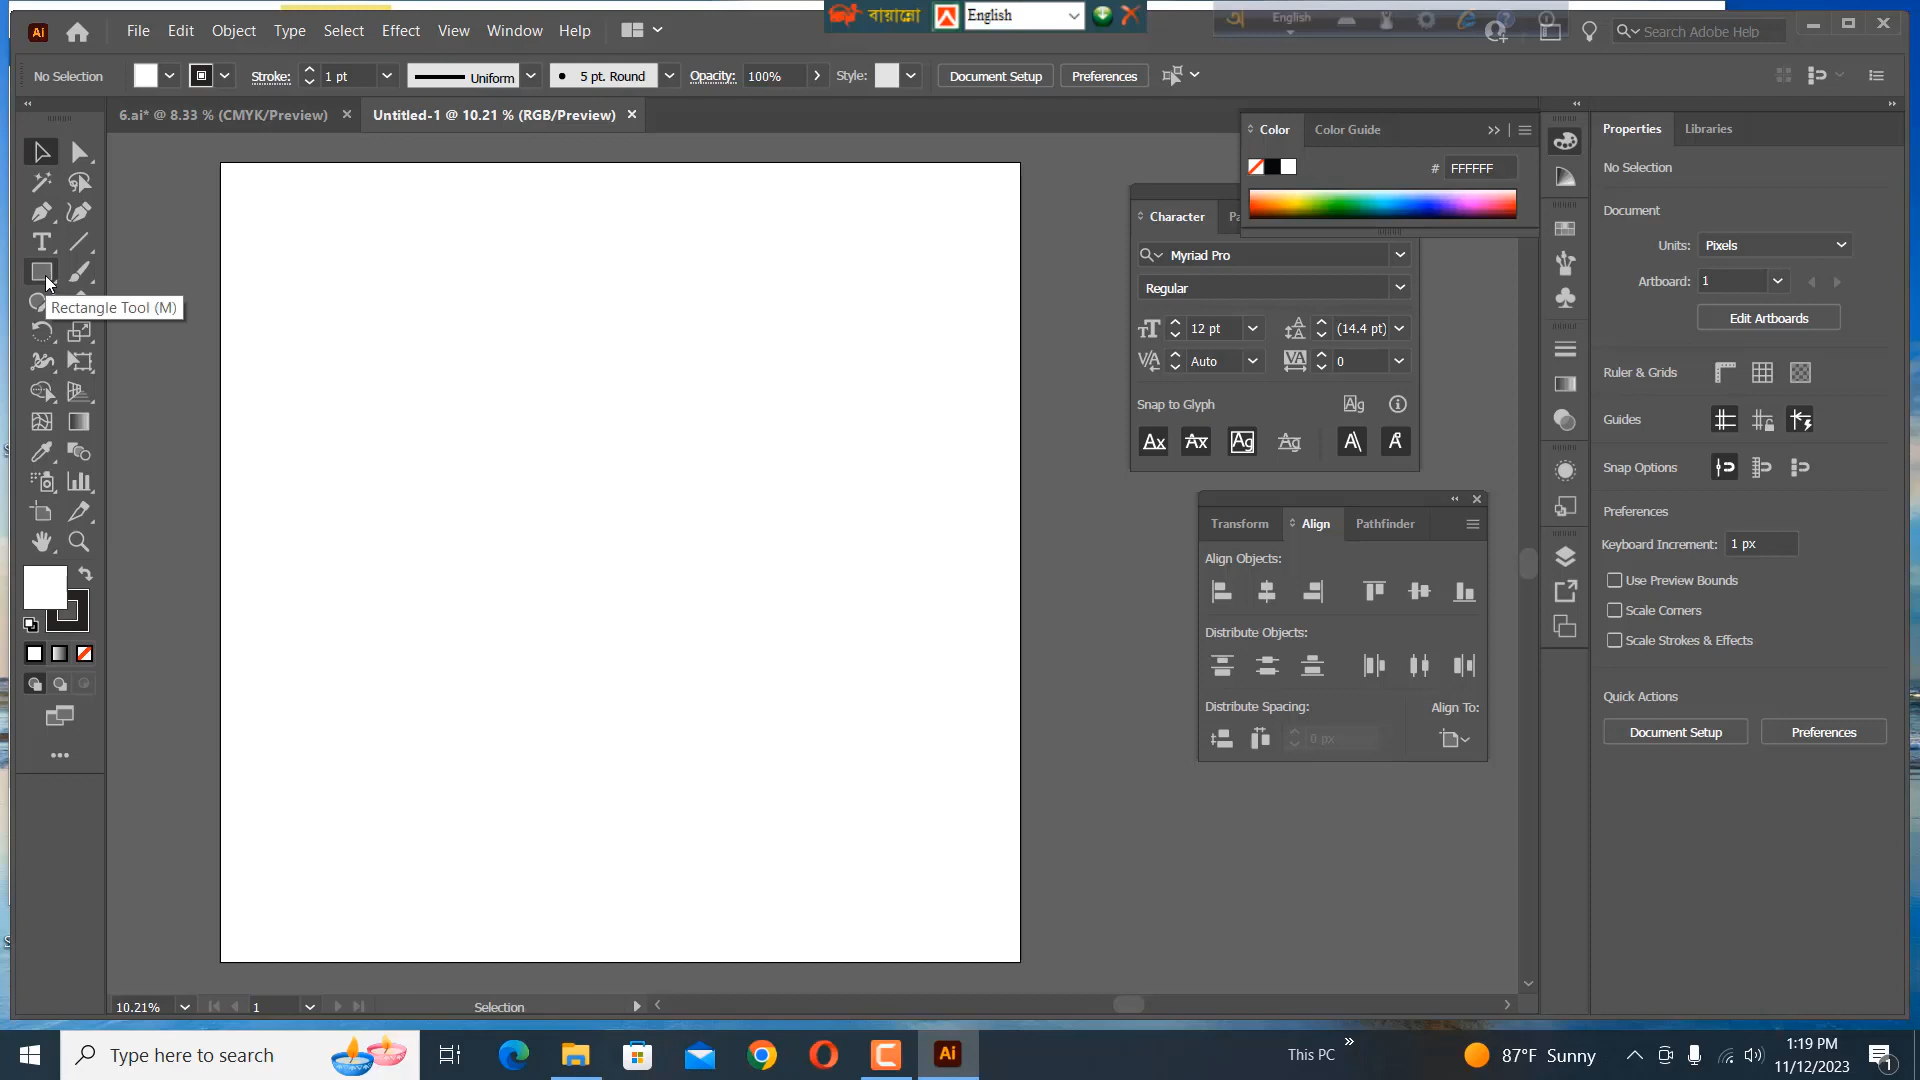 Ai File Edit Object Type Select Effect View Window Help
বায়ান্নো English
English
Search Adobe Help
No Selection Stroke: 1 pt Uniform 5 pt. Round Opacity: 100% Style: Document Setup Preferences
6.ai* @ 8.33 % (CMYK/Preview) Untitled-1 @ 10.21 % (RGB/Preview)
Rectangle Tool (M)
Color Color Guide
# FFFFFF
Character
Myriad Pro
Regular
12 pt (14.4 pt)
Auto 0
Snap to Glyph
Transform Align Pathfinder
Align Objects:
Distribute Objects:
Distribute Spacing: Align To:
0 px
Properties Libraries
No Selection
Document
Units: Pixels
Artboard: 1
Edit Artboards
Ruler & Grids
Guides
Snap Options
Preferences
Keyboard Increment: 1 px
Use Preview Bounds
Scale Corners
Scale Strokes & Effects
Quick Actions
Document Setup Preferences
10.21% 1 Selection
Type here to search
Ai
This PC
87°F Sunny
1:19 PM
11/12/2023
1